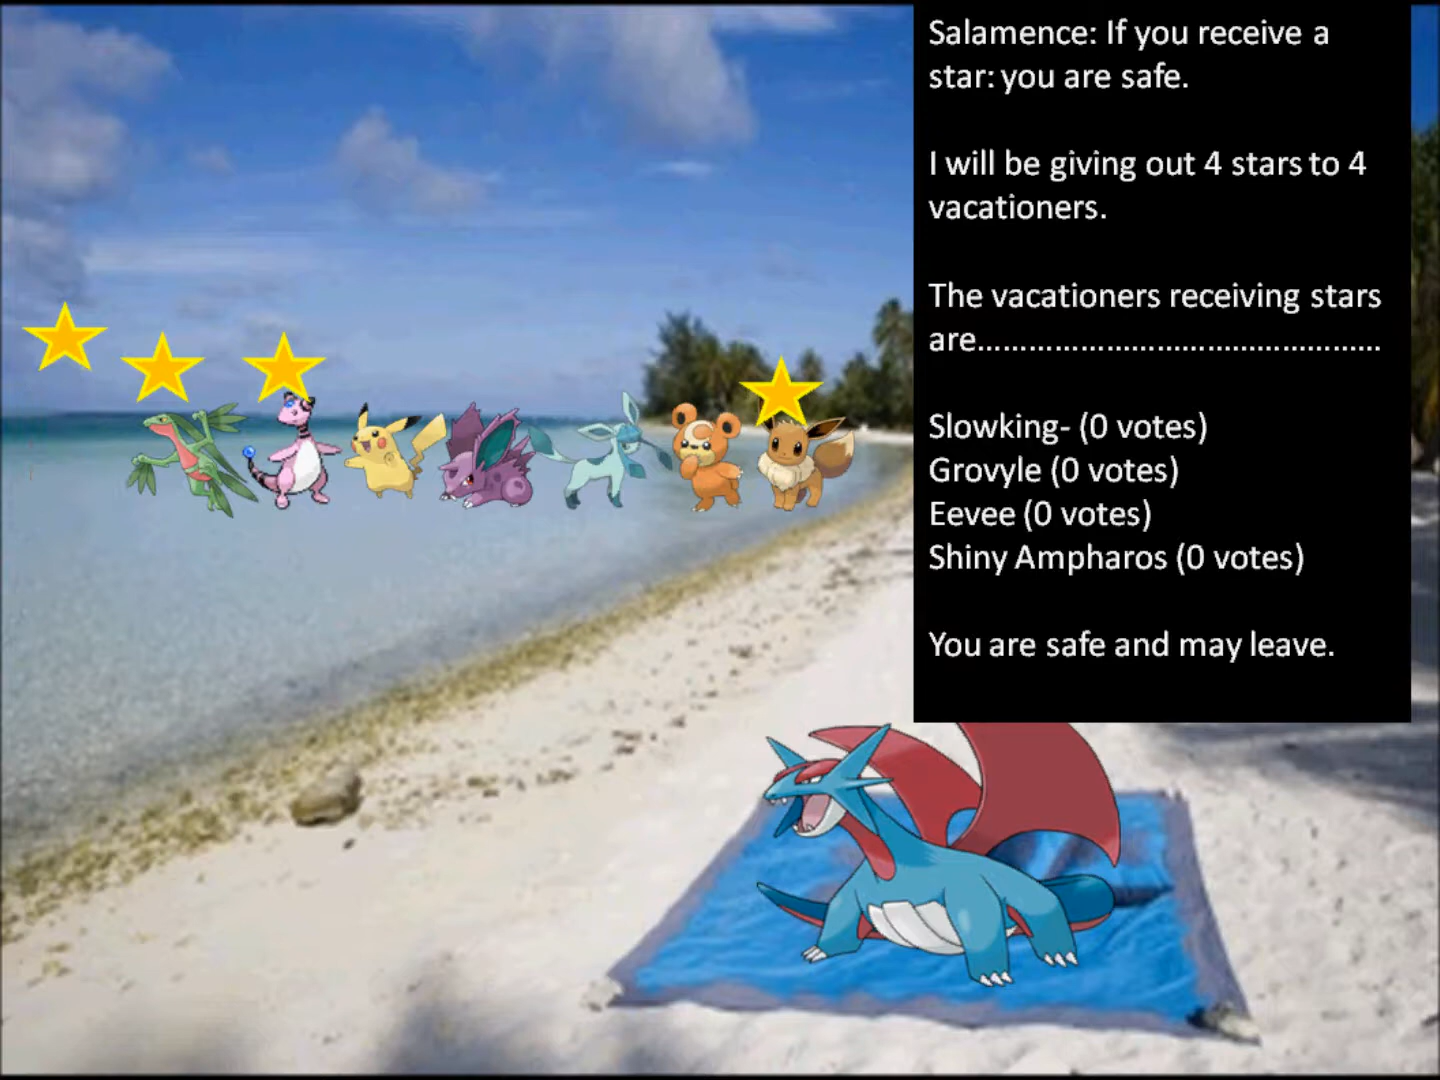 Salamence: If you receive a
star: you are safe.
I will be giving out 4 stars to 4
vacationers.
The vacationers receiving stars
are…………………………………………
Slowking- (0 votes)
Grovyle (0 votes)
Eevee (0 votes)
Shiny Ampharos (0 votes)
You are safe and may leave.